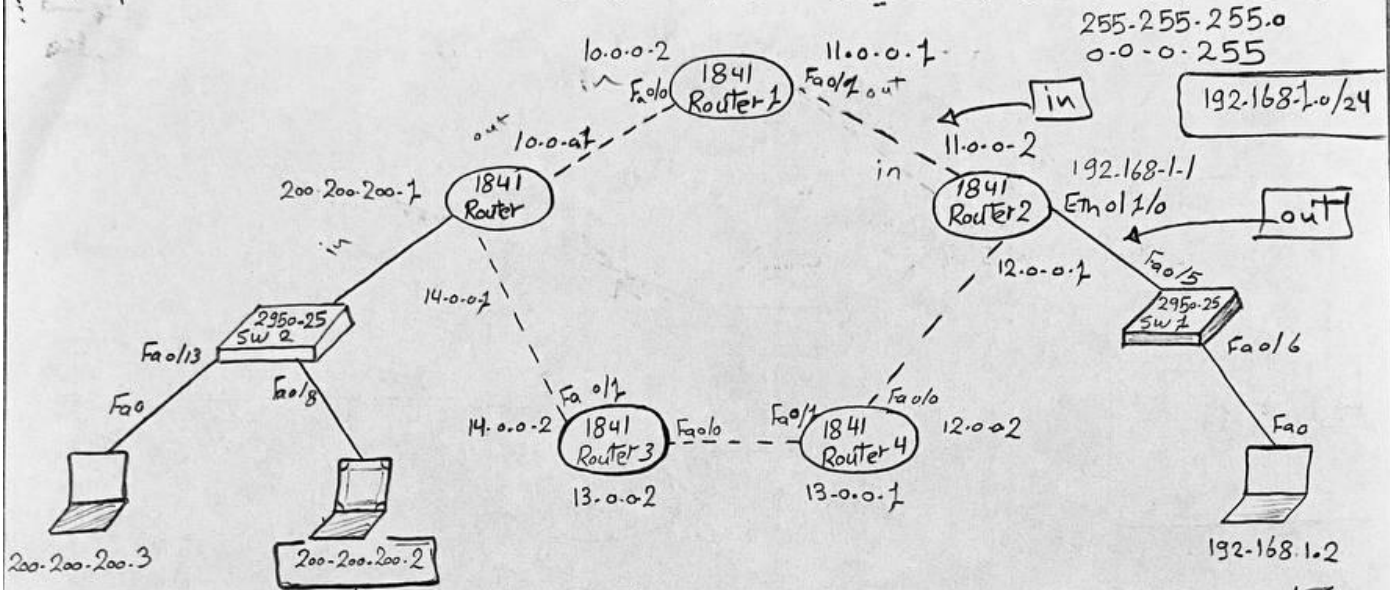 255.255.255.0
0.0.0.255
192.168.1.0/24
10.0.0.2
in
Fa0/0
1841
Router 1
11.0.0.1
Fa0/1 out
in
out
10.0.0.1
11.0.0.2
in
192.168.1.1
Eth 0/1/0
out
200.200.200.1
1841
Router
1841
Router 2
in
14.0.0.1
12.0.0.1
Fa0/5
2950-25
SW 2
2950-25
SW 1
Fa0/13
Fa0/8
Fa0/6
Fa0
Fa0/1
Fa0/0
Fa0
14.0.0.2
1841
Router 3
Fa0/0
Fa0/1
1841
Router 4
12.0.0.2
13.0.0.2
13.0.0.1
200.200.200.3
200.200.200.2
192.168.1.2